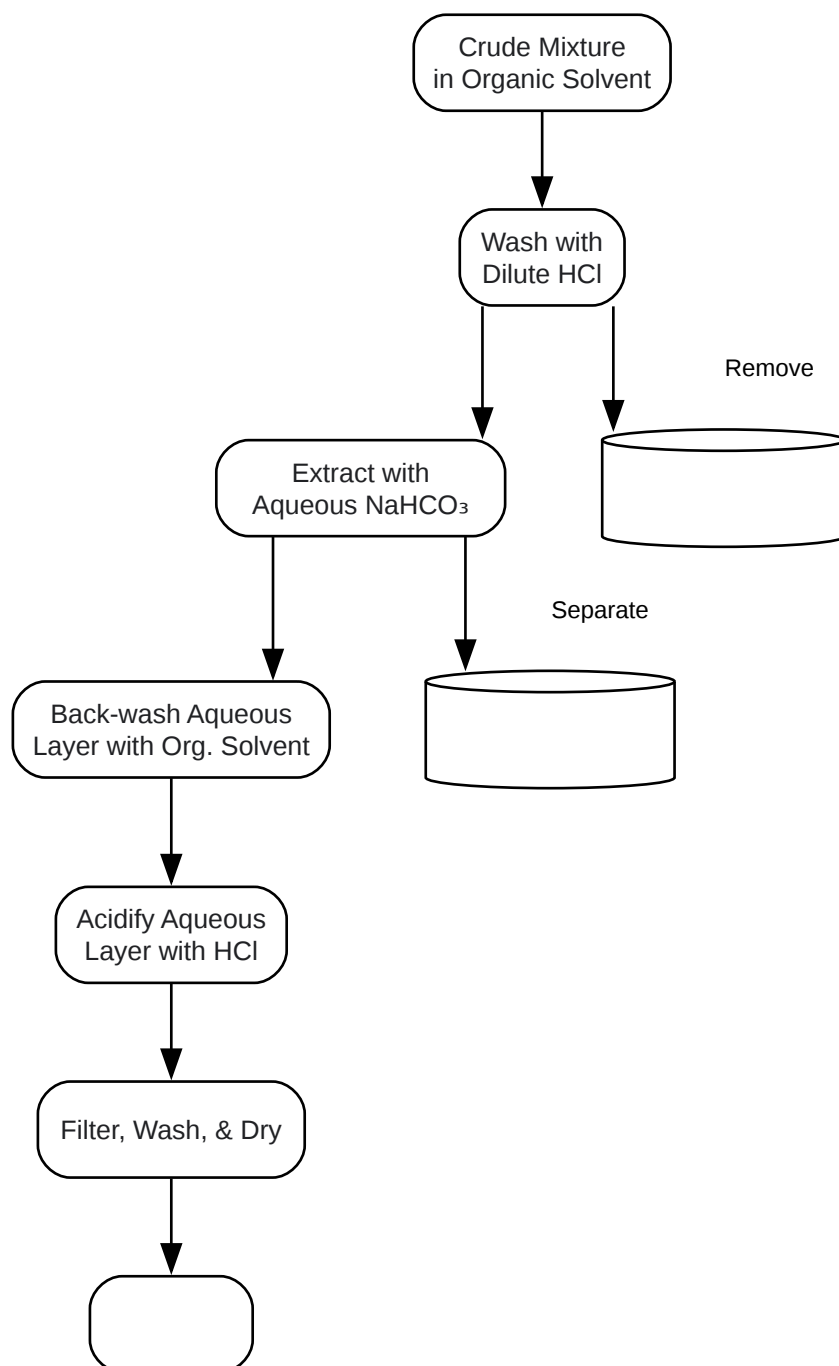 Crude Mixture
in Organic Solvent
Wash with
Dilute HCl
Remove
Extract with
Aqueous NaHCO₃
Separate
Back-wash Aqueous
Layer with Org. Solvent
Acidify Aqueous
Layer with HCl
Filter, Wash, & Dry